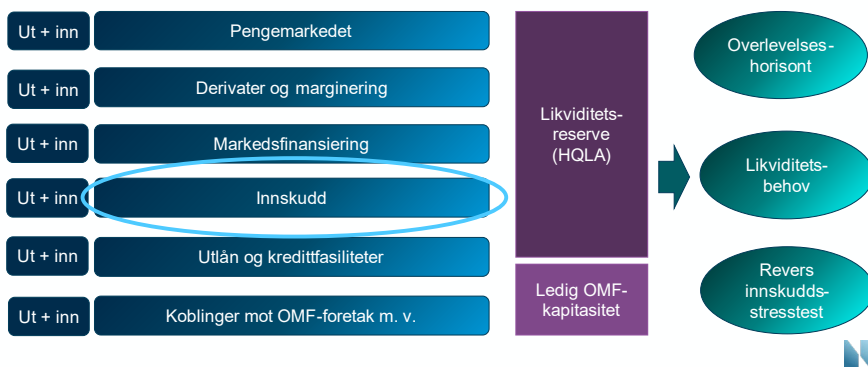 Ut + inn
Pengemarkedet
Ut + inn
Derivater og marginering
Ut + inn
Markedsfinansiering
Ut + inn
Innskudd
Ut + inn
Utlån og kredittfasiliteter
Ut + inn
Koblinger mot OMF-foretak m. v.
Likviditets-
reserve
(HQLA)
Ledig OMF-
kapitasitet
Overlevelses-
horisont
Likviditets-
behov
Revers
innskudds-
stresstest